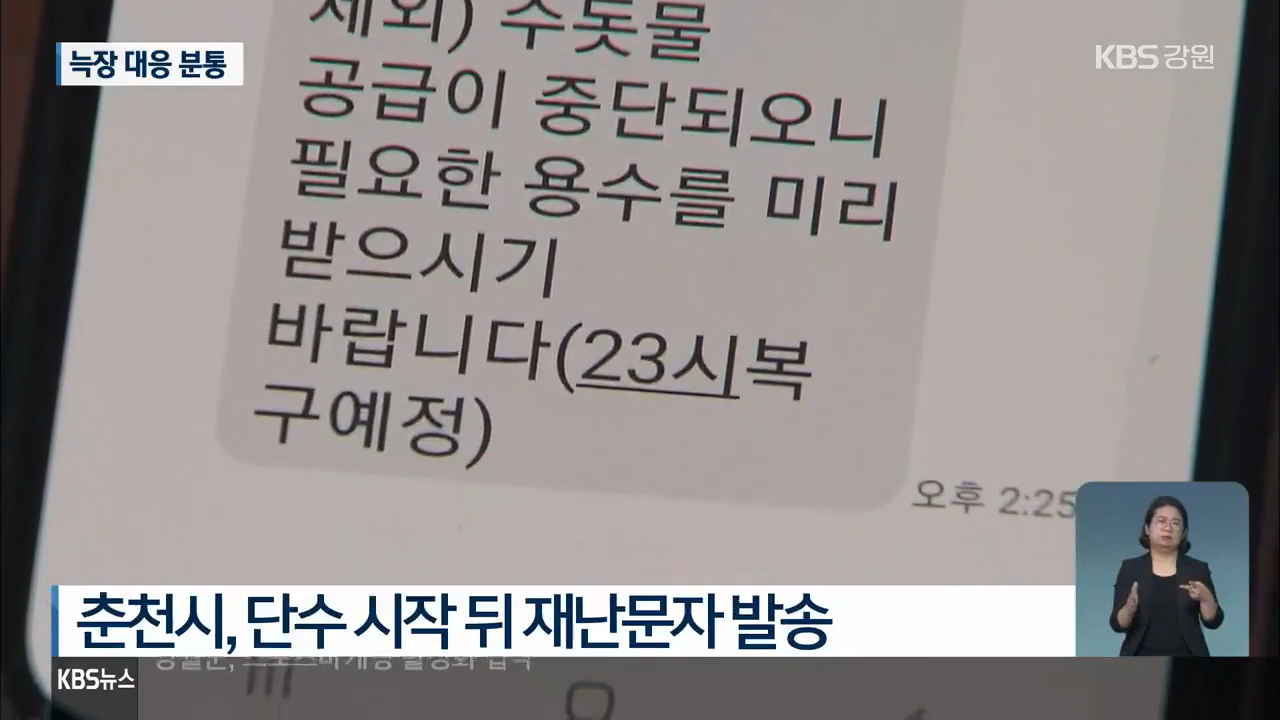 늑장 대응 분통
KBS 강원
제외) 수돗물
공급이 중단되오니
필요한 용수를 미리
받으시기
바랍니다(23시복
구예정)
오후 2:25
춘천시, 단수 시작 뒤 재난문자 발송
KBS뉴스